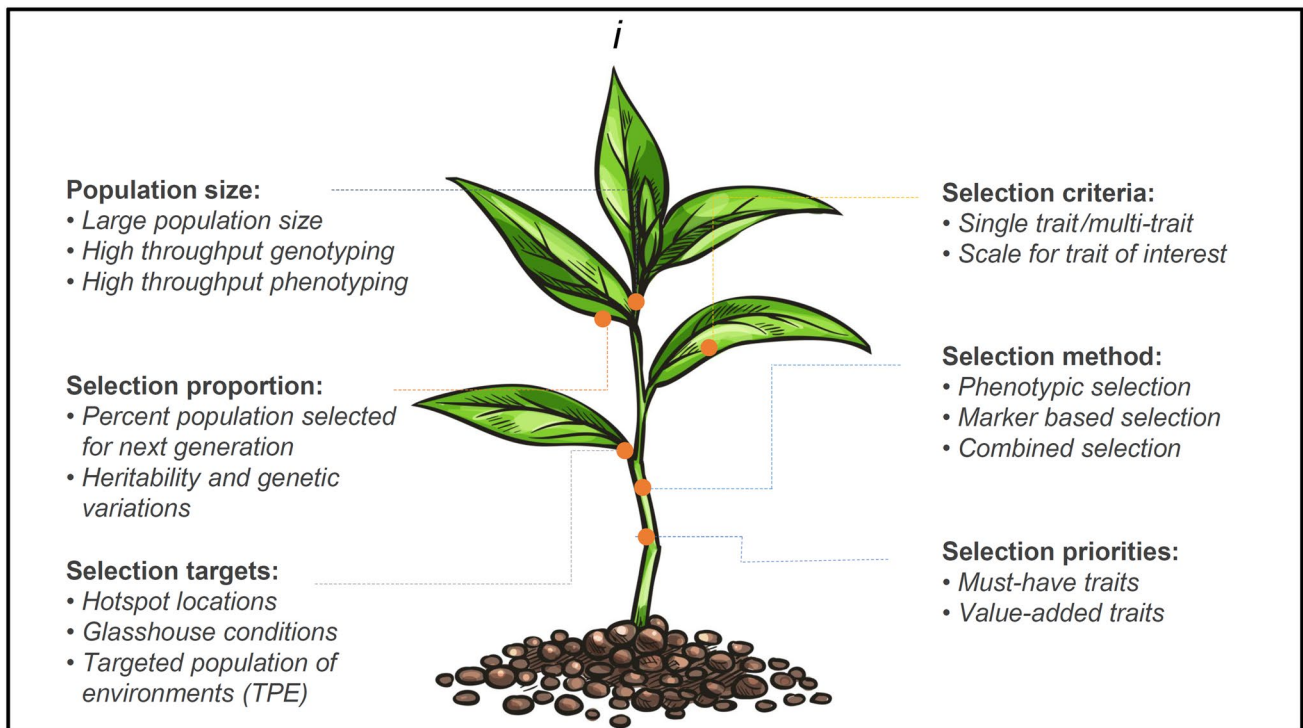 i
Population size:
• Large population size
• High throughput genotyping
• High throughput phenotyping
Selection proportion:
• Percent population selected
for next generation
• Heritability and genetic
variations
Selection targets:
• Hotspot locations
• Glasshouse conditions
• Targeted population of
environments (TPE)
Selection criteria:
• Single trait/multi-trait
• Scale for trait of interest
Selection method:
• Phenotypic selection
• Marker based selection
• Combined selection
Selection priorities:
• Must-have traits
• Value-added traits